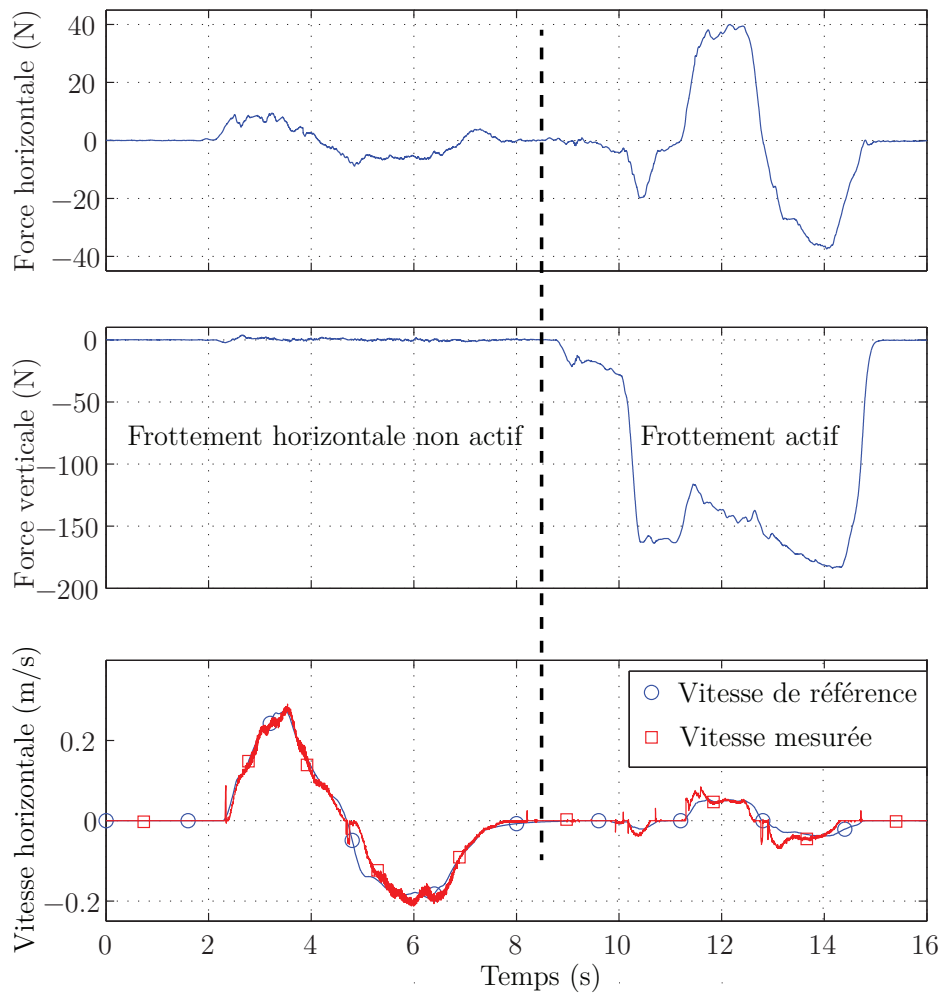 Force horizontale (N)
40
20
0
−20
−40
Force verticale (N)
0
−50
−100
−150
−200
Frottement horizontale non actif
Frottement actif
Vitesse horizontale (m/s)
0.2
0
−0.2
Vitesse de référence
Vitesse mesurée
0 2 4 6 8 10 12 14 16
Temps (s)